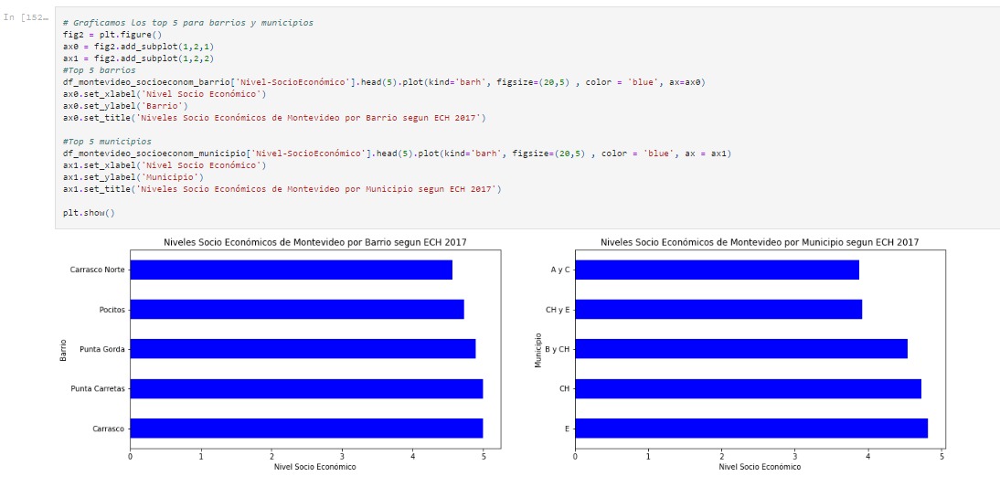 In [152…
# Graficamos los top 5 para barrios y municipios
fig2 = plt.figure()
ax0 = fig2.add_subplot(1,2,1)
ax1 = fig2.add_subplot(1,2,2)
#Top 5 barrios
df_montevideo_socioeconom_barrio['Nivel-SocioEconómico'].head(5).plot(kind='barh', figsize=(20,5) , color = 'blue', ax=ax0)
ax0.set_xlabel('Nivel Socio Económico')
ax0.set_ylabel('Barrio')
ax0.set_title('Niveles Socio Económicos de Montevideo por Barrio segun ECH 2017')
#Top 5 municipios
df_montevideo_socioeconom_municipio['Nivel-SocioEconómico'].head(5).plot(kind='barh', figsize=(20,5) , color = 'blue', ax = ax1)
ax1.set_xlabel('Nivel Socio Económico')
ax1.set_ylabel('Municipio')
ax1.set_title('Niveles Socio Económicos de Montevideo por Municipio segun ECH 2017')
plt.show()
Niveles Socio Económicos de Montevideo por Barrio segun ECH 2017
Carrasco Norte
Pocitos
Punta Gorda
Punta Carretas
Carrasco
Barrio
0 1 2 3 4 5
Nivel Socio Económico
Niveles Socio Económicos de Montevideo por Municipio segun ECH 2017
A y C
CH y E
B y CH
CH
E
Municipio
0 1 2 3 4 5
Nivel Socio Económico